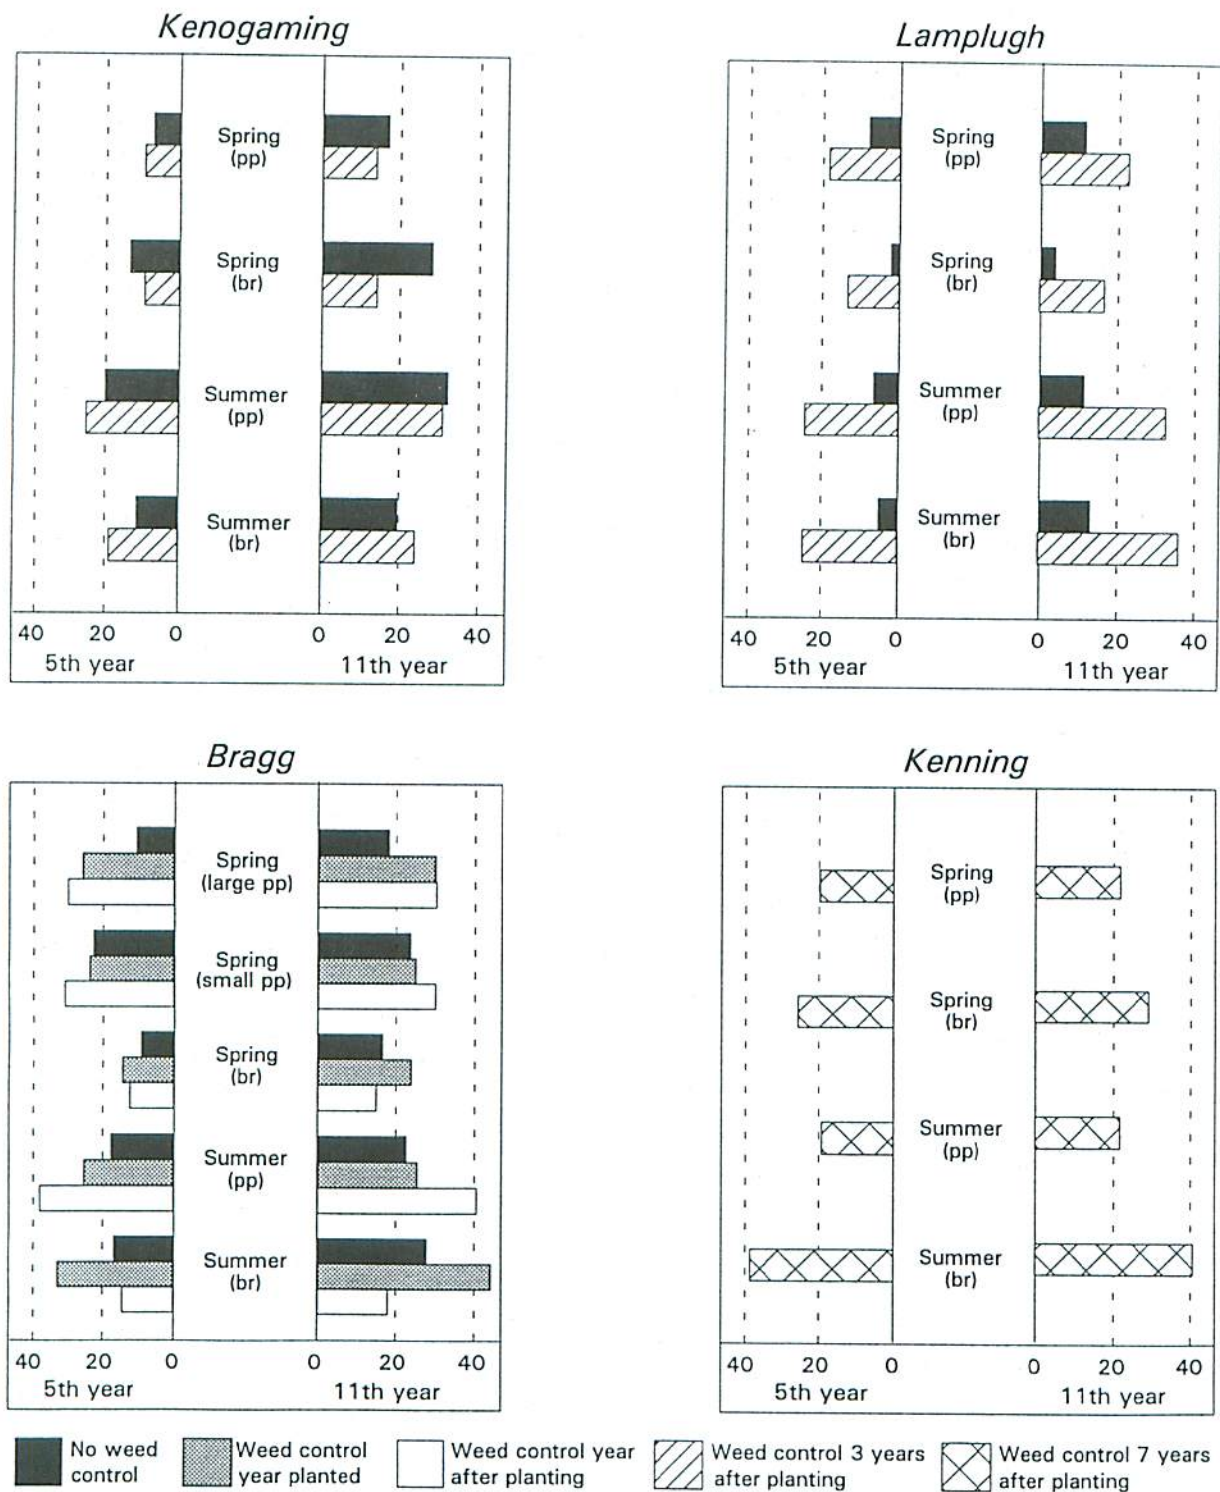 Kenogaming
Spring
(pp)
Spring
(br)
Summer
(pp)
Summer
(br)
40 20 0 0 20 40
5th year 11th year
Lamplugh
Spring
(pp)
Spring
(br)
Summer
(pp)
Summer
(br)
40 20 0 0 20 40
5th year 11th year
Bragg
Spring
(large pp)
Spring
(small pp)
Spring
(br)
Summer
(pp)
Summer
(br)
40 20 0 0 20 40
5th year 11th year
Kenning
Spring
(pp)
Spring
(br)
Summer
(pp)
Summer
(br)
40 20 0 0 20 40
5th year 11th year
No weed
control
Weed control
year planted
Weed control year
after planting
Weed control 3 years
after planting
Weed control 7 years
after planting